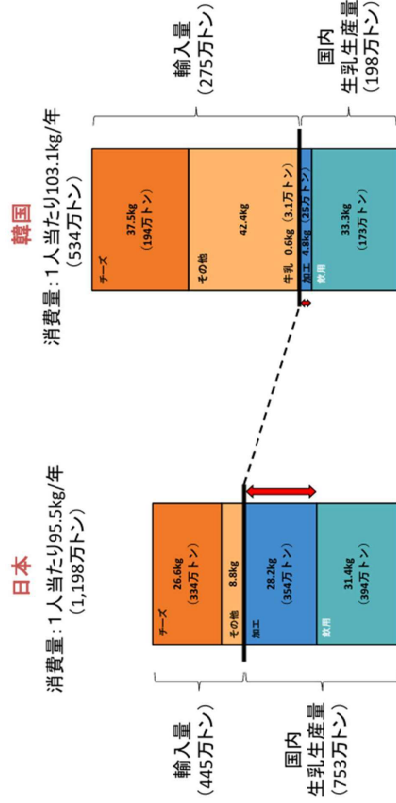 日本
消費量：1人当たり95.5kg/年
（1,198万トン）
輸入量
（445万トン）
チーズ
26.6kg
（334万トン）
その他
8.8kg
国内
生乳生産量
（753万トン）
加工
28.2kg
（354万トン）
飲用
31.4kg
（394万トン）
韓国
消費量：1人当たり103.1kg/年
（534万トン）
チーズ
37.5kg
（194万トン）
その他
42.4kg
牛乳 0.6kg （3.1万トン）
加工 4.8kg （25万トン）
飲用
33.3kg
（173万トン）
輸入量
（275万トン）
国内
生乳生産量
（198万トン）